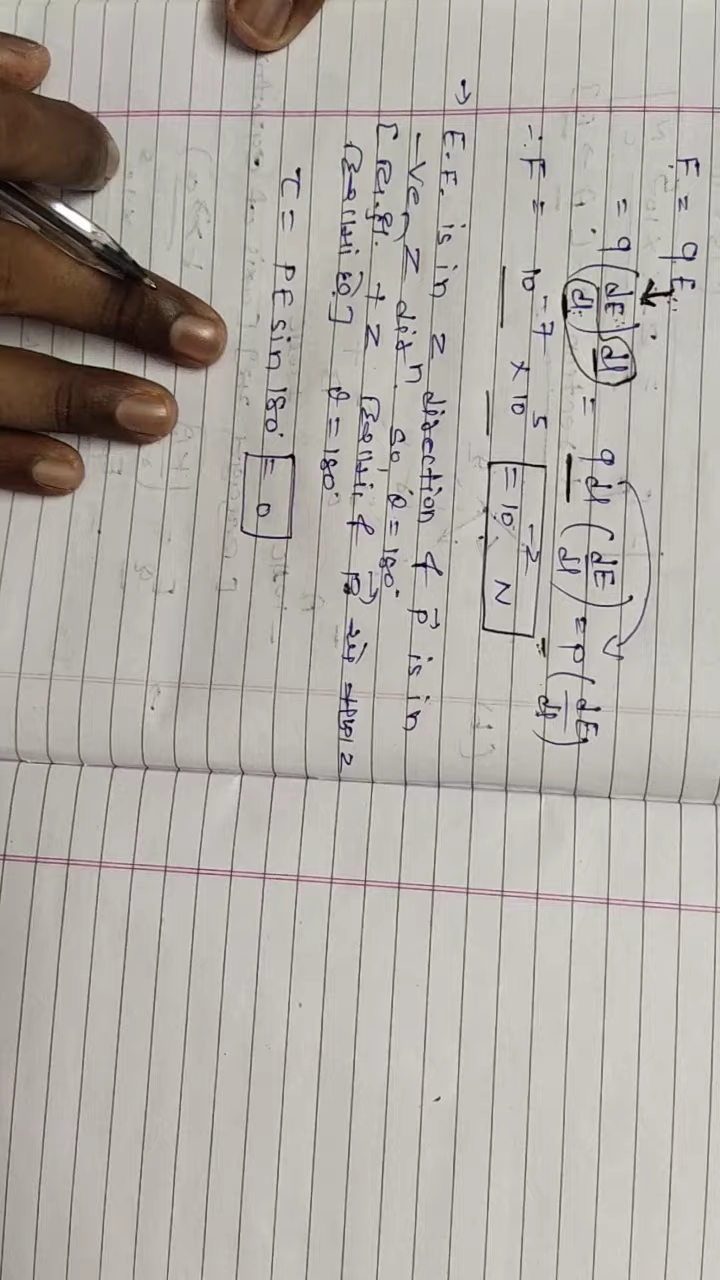 F = qE
= q (dE/dl) dl = q dl (dE/dl) = p (dE/dl)
∴ F = 10⁻⁷ × 10⁵ = 10⁻² N
→ E.F. is in z direction & p⃗ is in
-ve z dirn. so, θ = 180°
+z દિશામાં &
θ = 180°
τ = PE sin 180° = 0